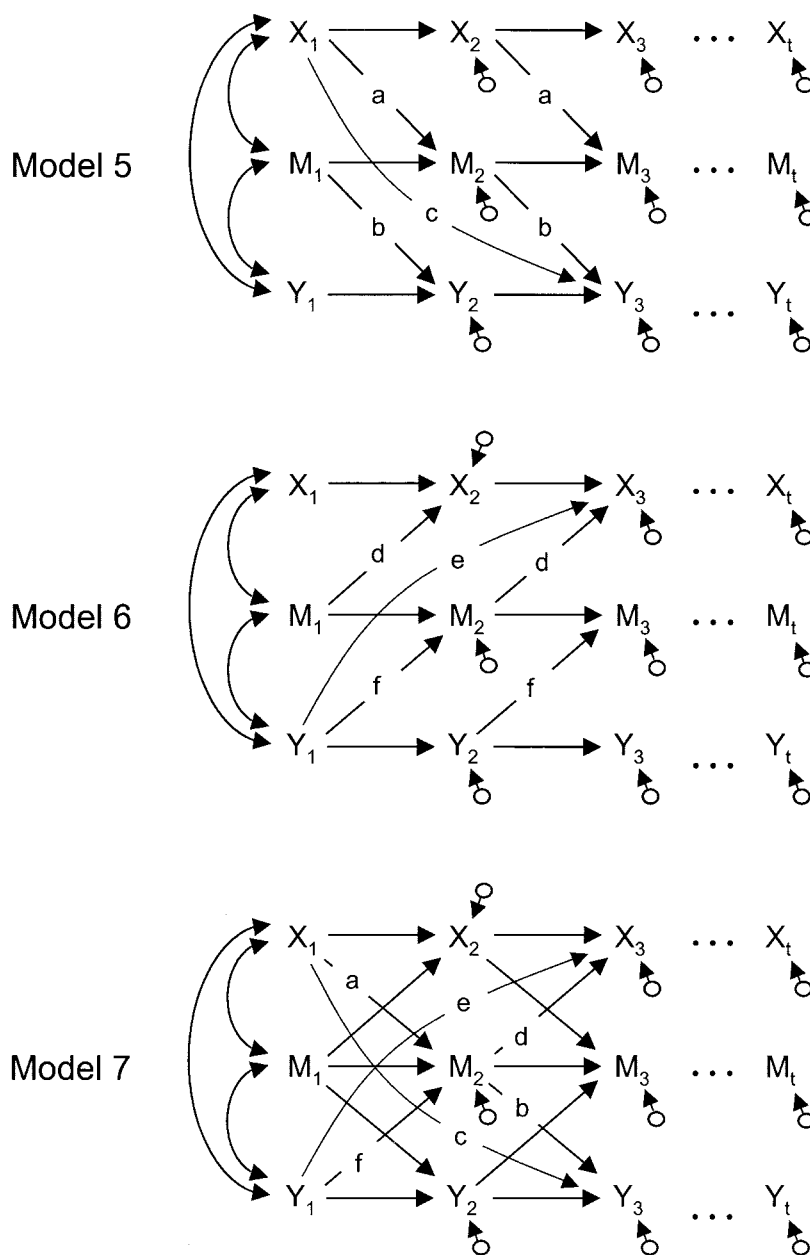 X₁ X₂ X₃ ... Xₜ
a a
Model 5 M₁ M₂ M₃ ... Mₜ
c
b b
Y₁ Y₂ Y₃ ... Yₜ
X₁ X₂ X₃ ... Xₜ
d e d
Model 6 M₁ M₂ M₃ ... Mₜ
f f
Y₁ Y₂ Y₃ ... Yₜ
X₁ X₂ X₃ ... Xₜ
a
e
d
Model 7 M₁ M₂ M₃ ... Mₜ
b
c
f
Y₁ Y₂ Y₃ ... Yₜ